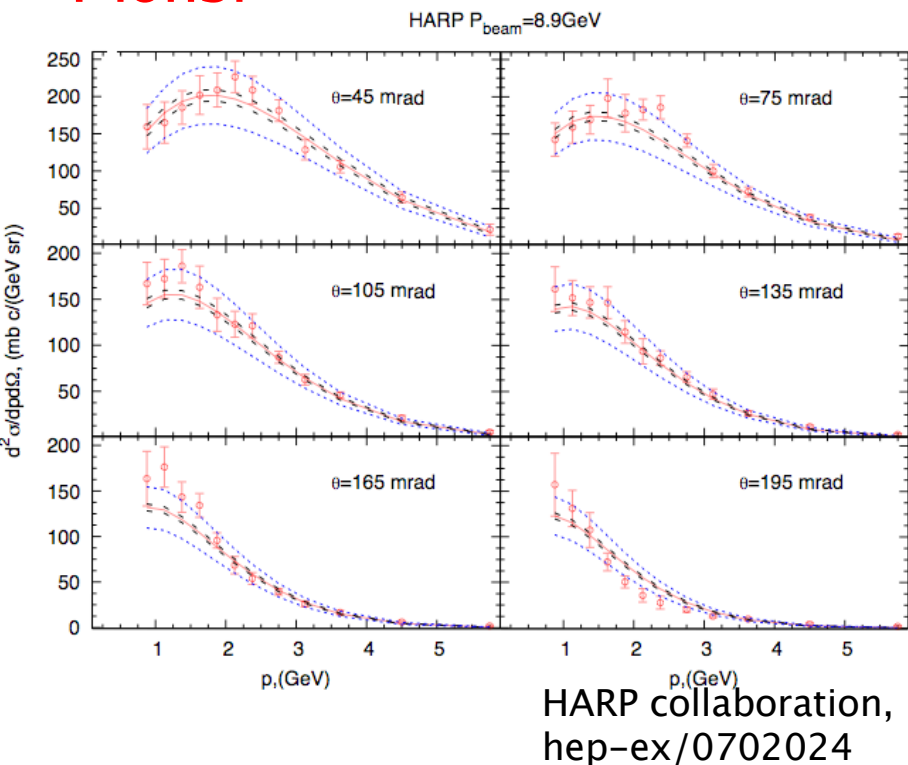 HARP P_beam=8.9GeV
250
200
150
100
50
θ=45 mrad
θ=75 mrad
200
150
100
50
θ=105 mrad
θ=135 mrad
200
150
100
50
0
θ=165 mrad
θ=195 mrad
d² σ/dpdΩ, (mb c/(GeV sr))
1 2 3 4 5
1 2 3 4 5
p,(GeV)
p,(GeV)
HARP collaboration,
hep-ex/0702024